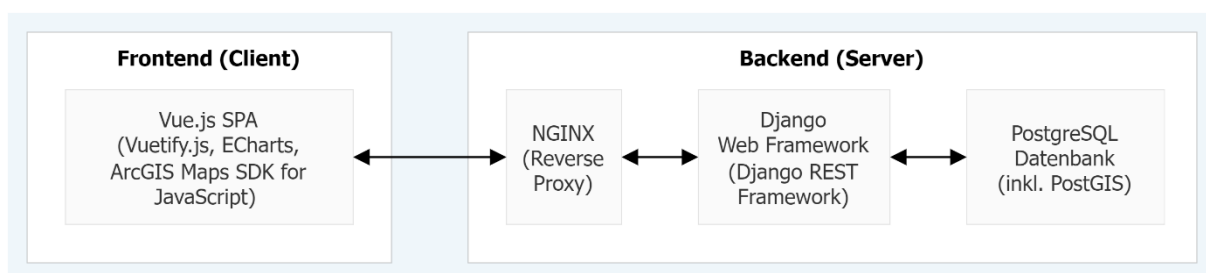 Frontend (Client)
Vue.js SPA
(Vuetify.js, ECharts,
ArcGIS Maps SDK for
JavaScript)
Backend (Server)
NGINX
(Reverse
Proxy)
Django
Web Framework
(Django REST
Framework)
PostgreSQL
Datenbank
(inkl. PostGIS)